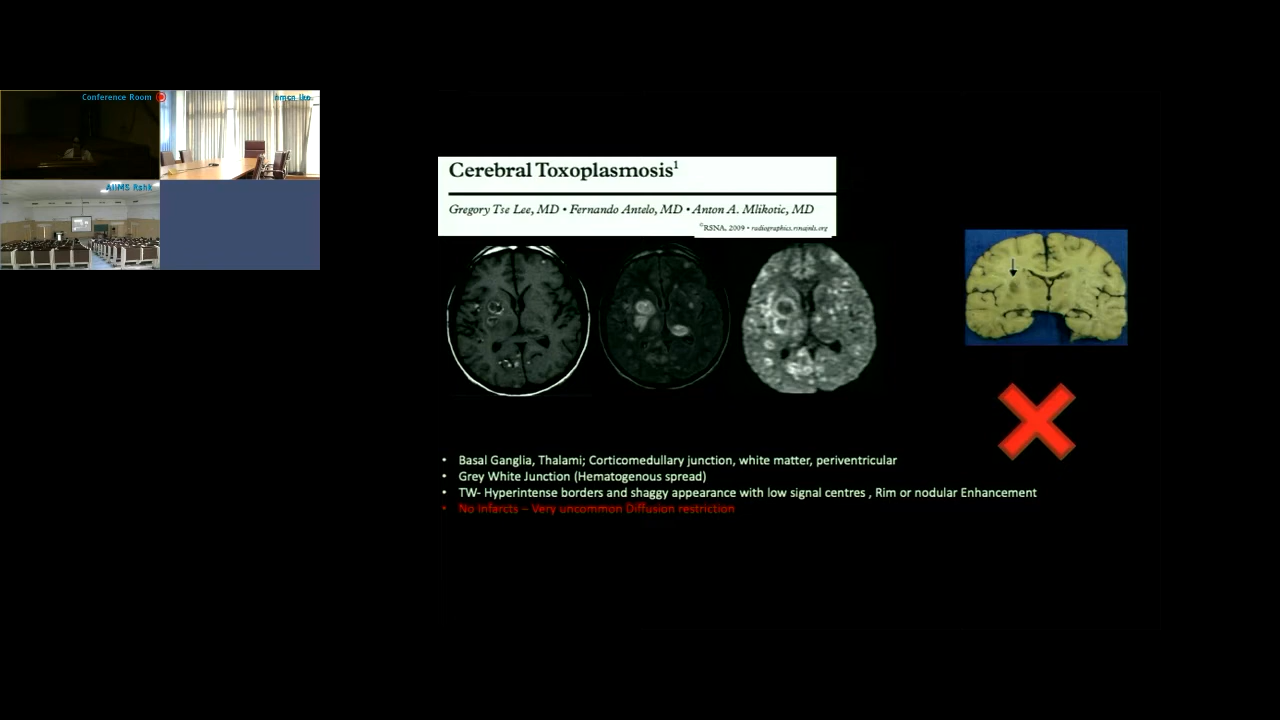 Conference Room
AIIMS Rshk
Cerebral Toxoplasmosis¹
Gregory Tse Lee, MD • Fernando Antelo, MD • Anton A. Mlikotic, MD
©RSNA, 2009 • radiographics.rsnajnls.org
• Basal Ganglia, Thalami; Corticomedullary junction, white matter, periventricular
• Grey White Junction (Hematogenous spread)
• TW- Hyperintense borders and shaggy appearance with low signal centres , Rim or nodular Enhancement
• No Infarcts – Very uncommon Diffusion restriction